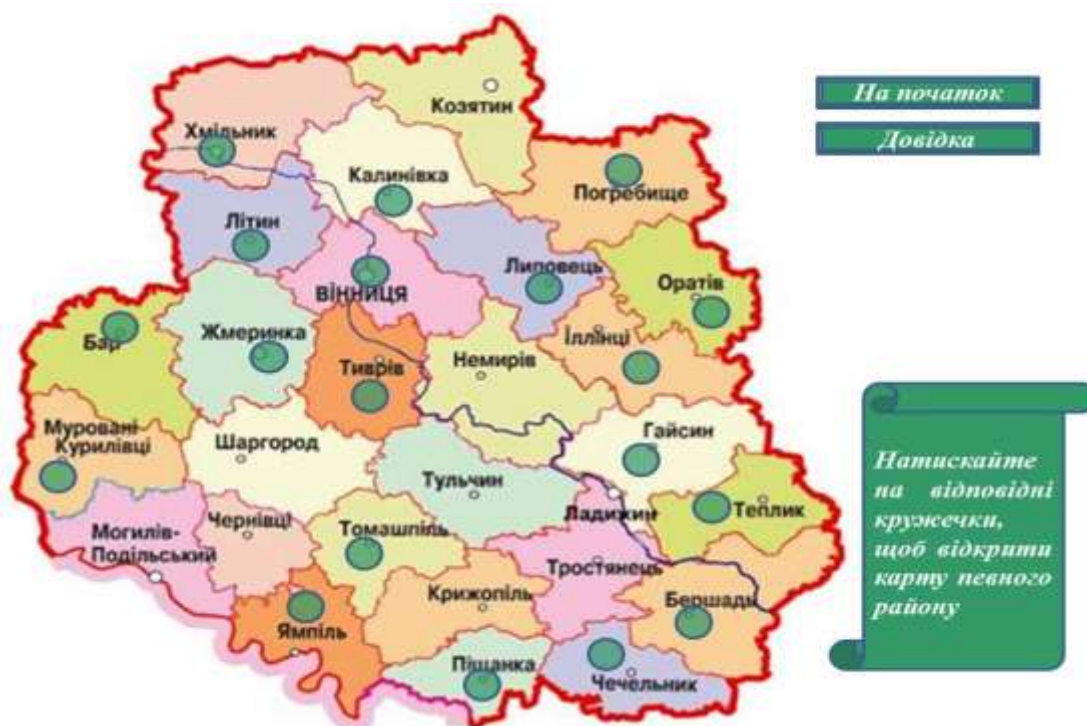 Козятин
На початок
Хмільник
Довідка
Калинівка
Погребище
Літин
Липовець
Оратів
ВІННИЦЯ
Бар
Жмеринка
Іллінці
Тиврів
Немирів
Муровані
Курилівці
Шаргород
Гайсин
Тульчин
Теплик
Могилів-
Подільський
Чернівці
Томашпіль
Ладижин
Тростянець
Крижопіль
Бершадь
Ямпіль
Піщанка
Чечельник
Натискайте
на відповідні
кружечки,
щоб відкрити
карту певного
району